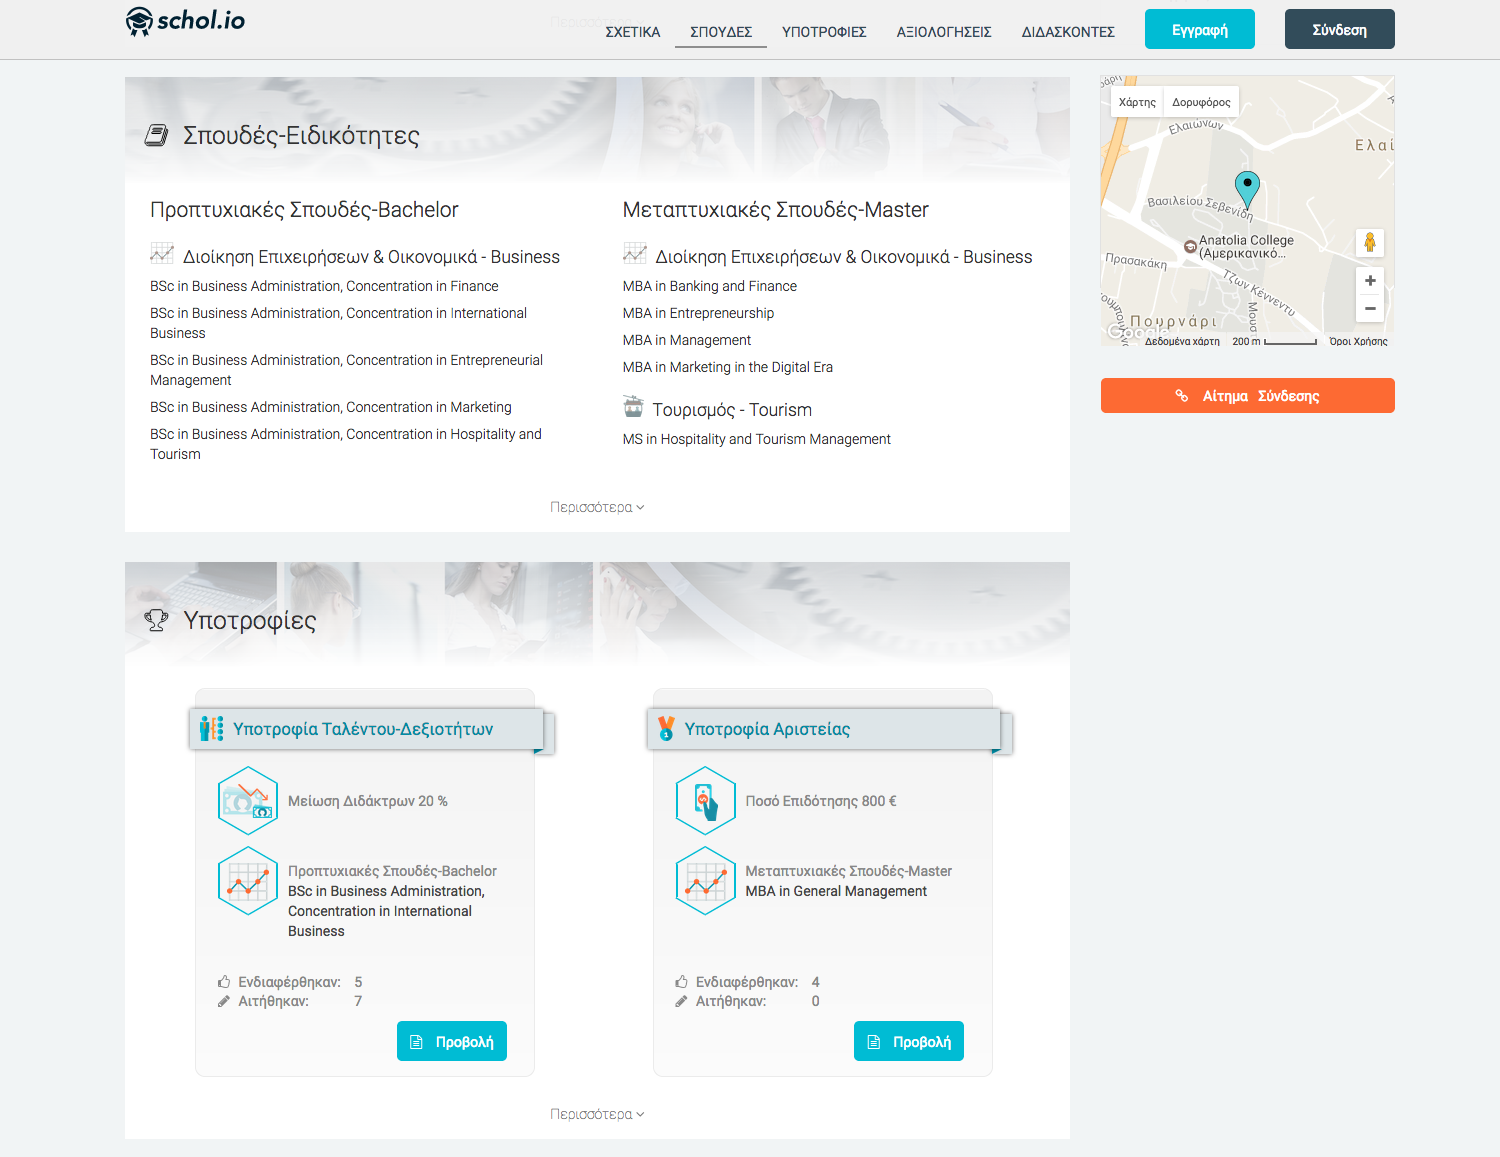 schol.io
ΣΧΕΤΙΚΑ
ΣΠΟΥΔΕΣ
ΥΠΟΤΡΟΦΙΕΣ
ΑΞΙΟΛΟΓΗΣΕΙΣ
ΔΙΔΑΣΚΟΝΤΕΣ
Εγγραφή
Σύνδεση
Περισσότερα
Σπουδές-Ειδικότητες
Προπτυχιακές Σπουδές-Bachelor
Διοίκηση Επιχειρήσεων & Οικονομικά - Business
BSc in Business Administration, Concentration in Finance
BSc in Business Administration, Concentration in International
Business
BSc in Business Administration, Concentration in Entrepreneurial
Management
BSc in Business Administration, Concentration in Marketing
BSc in Business Administration, Concentration in Hospitality and
Tourism
Μεταπτυχιακές Σπουδές-Master
Διοίκηση Επιχειρήσεων & Οικονομικά - Business
MBA in Banking and Finance
MBA in Entrepreneurship
MBA in Management
MBA in Marketing in the Digital Era
Τουρισμός - Tourism
MS in Hospitality and Tourism Management
Περισσότερα
Χάρτης
Δορυφόρος
Ελαιώνων
Ελαί
Βασιλείου Σεβενίδη
Anatolia College
(Αμερικανικό...
Πρασακάκη
Τζων Κέννεντυ
Πουρνάρι
Google
Δεδομένα χάρτη
200 m
Όροι Χρήσης
Αίτημα Σύνδεσης
Υποτροφίες
Υποτροφία Ταλέντου-Δεξιοτήτων
Μείωση Διδάκτρων 20 %
Προπτυχιακές Σπουδές-Bachelor
BSc in Business Administration,
Concentration in International
Business
Ενδιαφέρθηκαν: 5
Αιτήθηκαν: 7
Προβολή
Υποτροφία Αριστείας
Ποσό Επιδότησης 800 €
Μεταπτυχιακές Σπουδές-Master
MBA in General Management
Ενδιαφέρθηκαν: 4
Αιτήθηκαν: 0
Προβολή
Περισσότερα